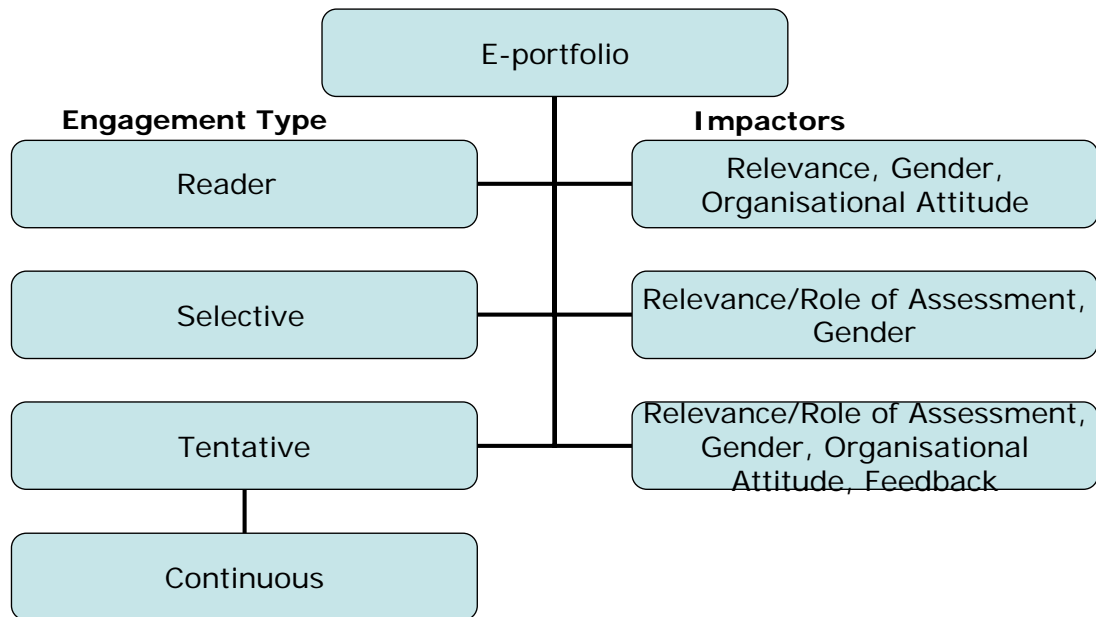 E-portfolio
Engagement Type
Impactors
Reader
Relevance, Gender,
Organisational Attitude
Selective
Relevance/Role of Assessment,
Gender
Tentative
Relevance/Role of Assessment,
Gender, Organisational
Attitude, Feedback
Continuous